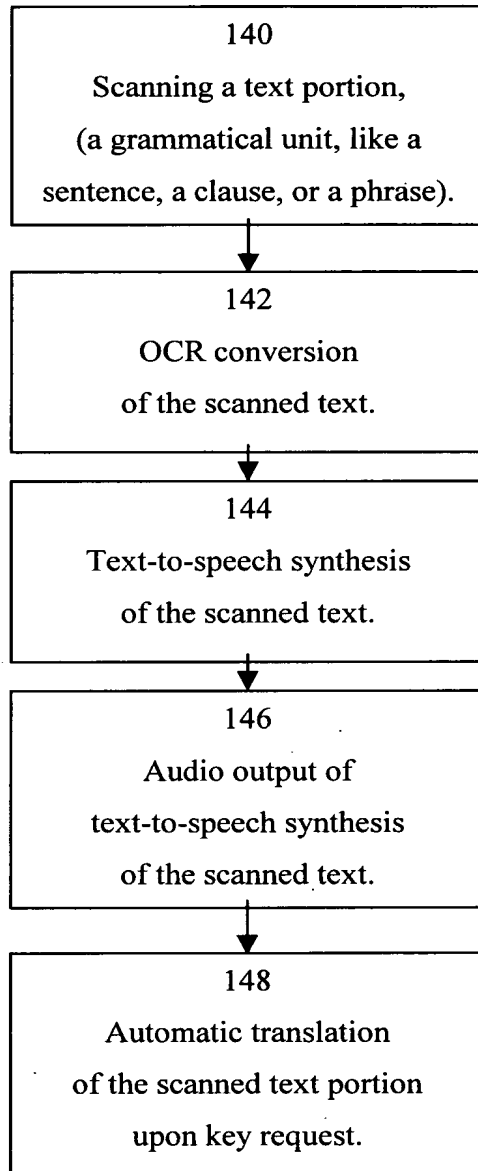 140
Scanning a text portion,
(a grammatical unit, like a
sentence, a clause, or a phrase).
142
OCR conversion
of the scanned text.
144
Text-to-speech synthesis
of the scanned text.
146
Audio output of
text-to-speech synthesis
of the scanned text.
148
Automatic translation
of the scanned text portion
upon key request.